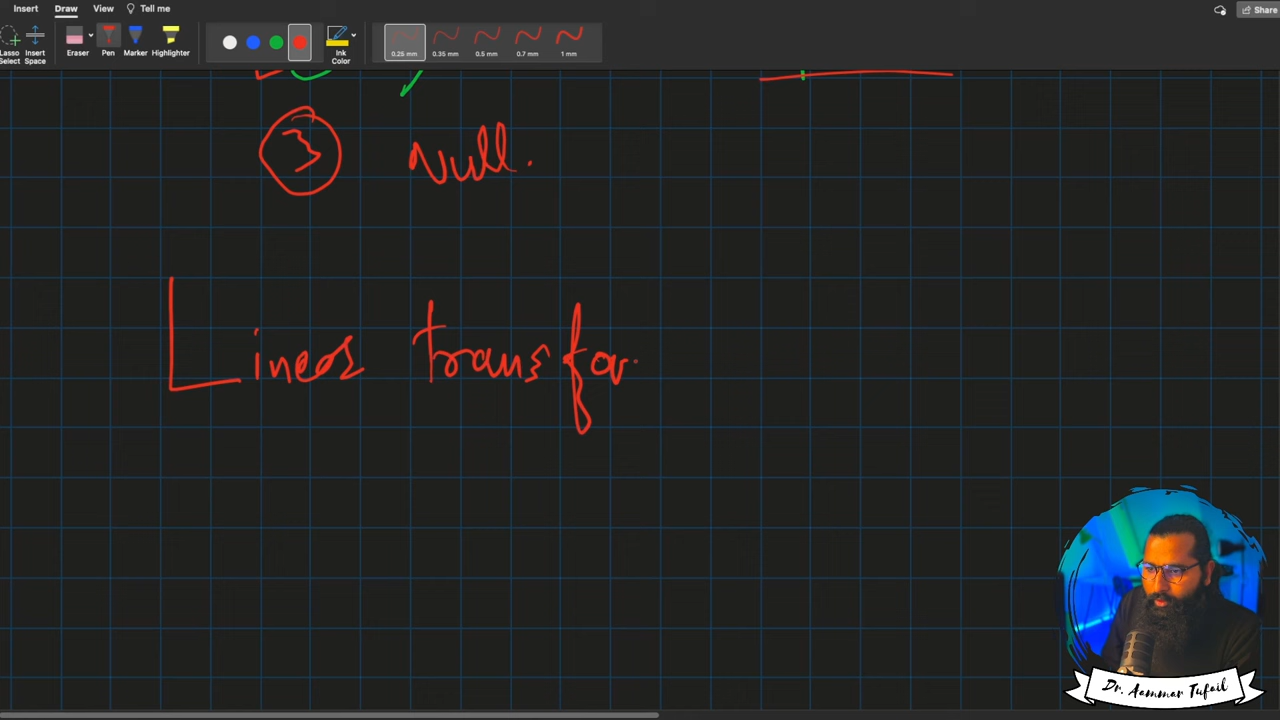 Insert Draw View Tell me
Share
Lasso Select
Insert Space
Eraser
Pen
Marker
Highlighter
Ink Color
0.25 mm
0.35 mm
0.5 mm
0.7 mm
1 mm
3 Null.
Linear transfor
Dr. Aammar Tufail